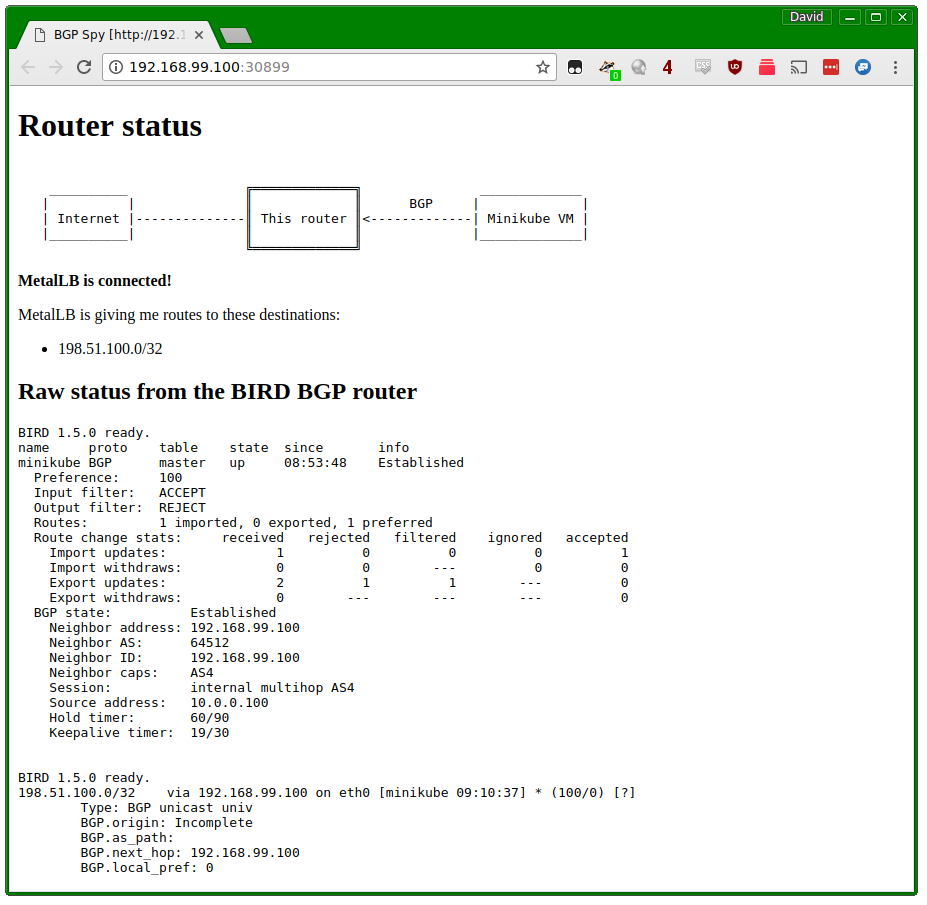 David
BGP Spy [http://192.1
192.168.99.100:30899
0
4
CSS
UD
Router status
BGP
Internet |--------------| This router |<-------------| Minikube VM |
MetalLB is connected!
MetalLB is giving me routes to these destinations:
• 198.51.100.0/32
Raw status from the BIRD BGP router
BIRD 1.5.0 ready.
name     proto    table    state  since       info
minikube BGP      master   up     08:53:48    Established
  Preference:     100
  Input filter:   ACCEPT
  Output filter:  REJECT
  Routes:         1 imported, 0 exported, 1 preferred
  Route change stats:     received   rejected   filtered    ignored   accepted
    Import updates:              1          0          0          0          1
    Import withdraws:            0          0        ---          0          0
    Export updates:              2          1          1        ---          0
    Export withdraws:            0        ---        ---        ---          0
  BGP state:          Established
    Neighbor address: 192.168.99.100
    Neighbor AS:      64512
    Neighbor ID:      192.168.99.100
    Neighbor caps:    AS4
    Session:          internal multihop AS4
    Source address:   10.0.0.100
    Hold timer:       60/90
    Keepalive timer:  19/30
BIRD 1.5.0 ready.
198.51.100.0/32    via 192.168.99.100 on eth0 [minikube 09:10:37] * (100/0) [?]
        Type: BGP unicast univ
        BGP.origin: Incomplete
        BGP.as_path:
        BGP.next_hop: 192.168.99.100
        BGP.local_pref: 0